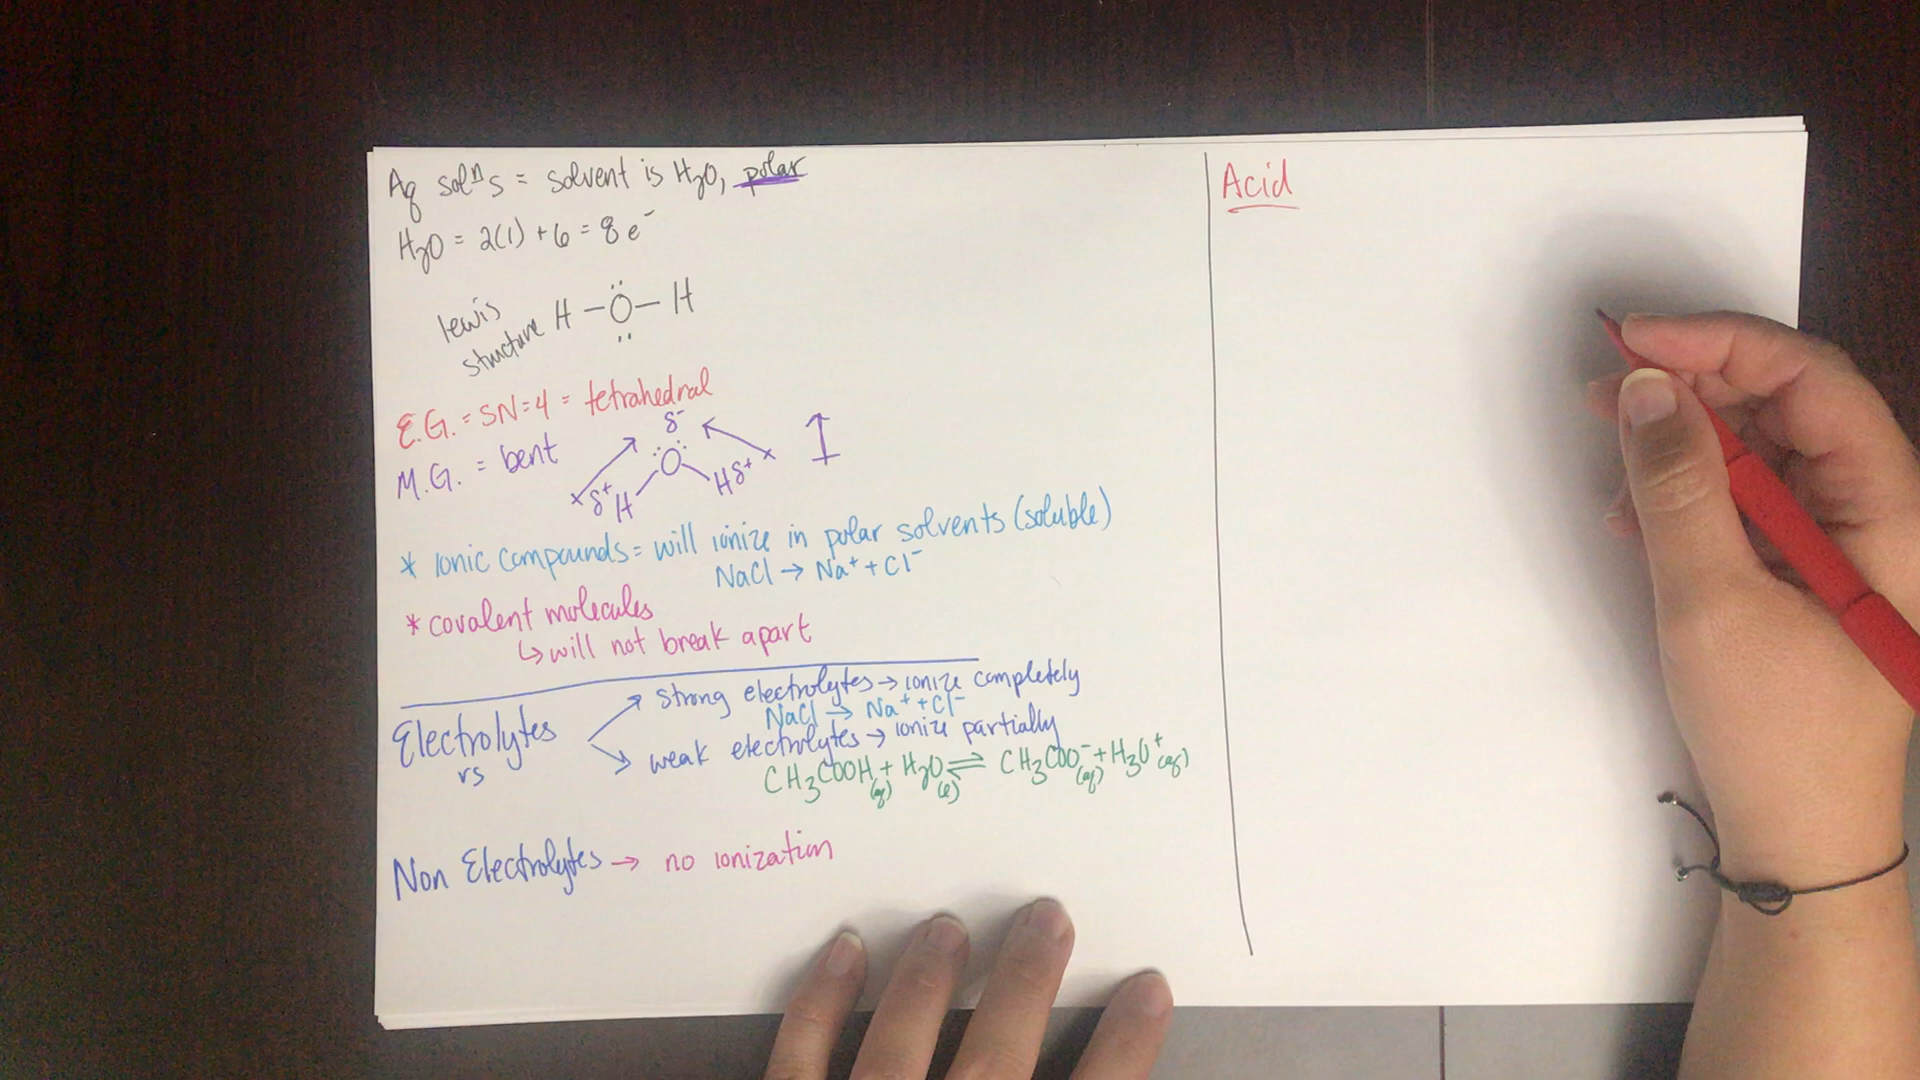 Aq solⁿs = solvent is H₂O, polar
H₂O = 2(1) + 6 = 8 e⁻
lewis
structure H — Ö — H
E.G. = SN=4 = tetrahedral
M.G. = bent
δ⁻
O
δ⁺ H
H δ⁺
* ionic compounds = will ionize in polar solvents (soluble)
NaCl → Na⁺ + Cl⁻
* covalent molecules
↳ will not break apart
Electrolytes
strong electrolytes → ionize completely
NaCl → Na⁺ + Cl⁻
weak electrolytes → ionize partially
CH₃COOH(aq) + H₂O(l) ⇌ CH₃COO⁻(aq) + H₃O⁺(aq)
vs
Non Electrolytes → no ionization
Acid